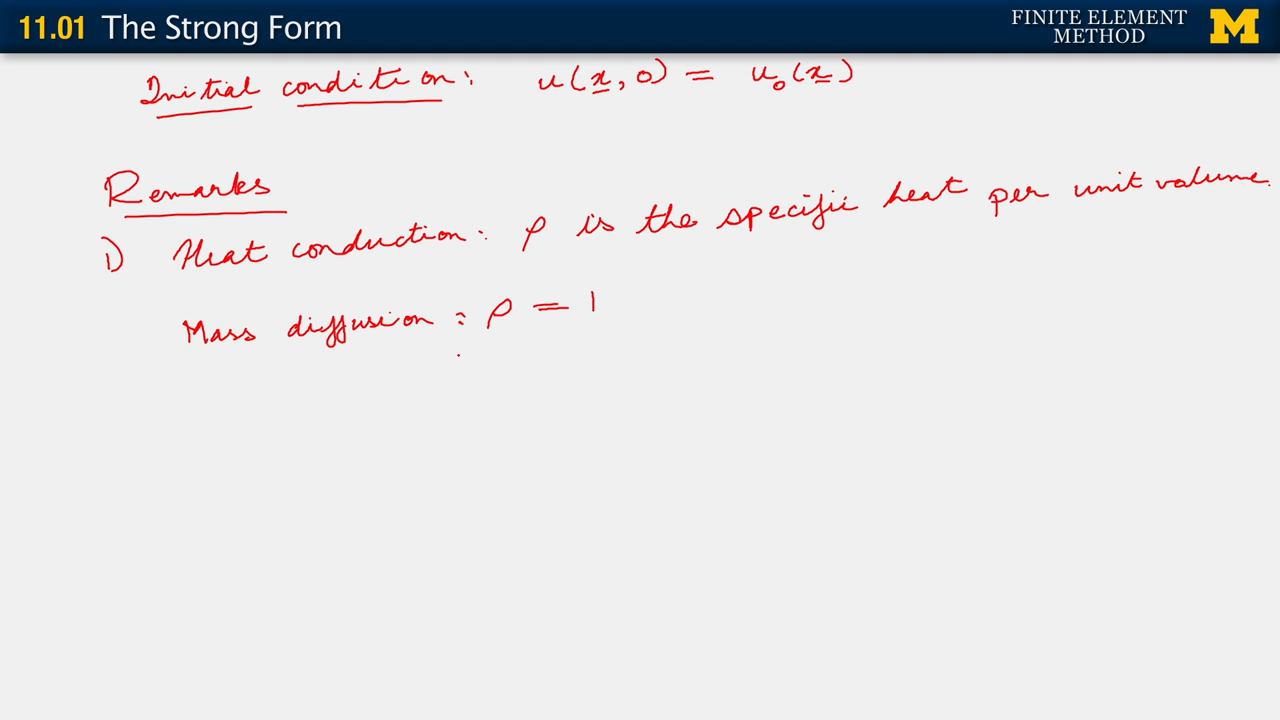 11.01 The Strong Form
FINITE ELEMENT
METHOD
M
Initial condition: u(x, 0) = u₀(x)
Remarks
1) Heat conduction: ρ is the specific heat per unit volume.
Mass diffusion: ρ = 1